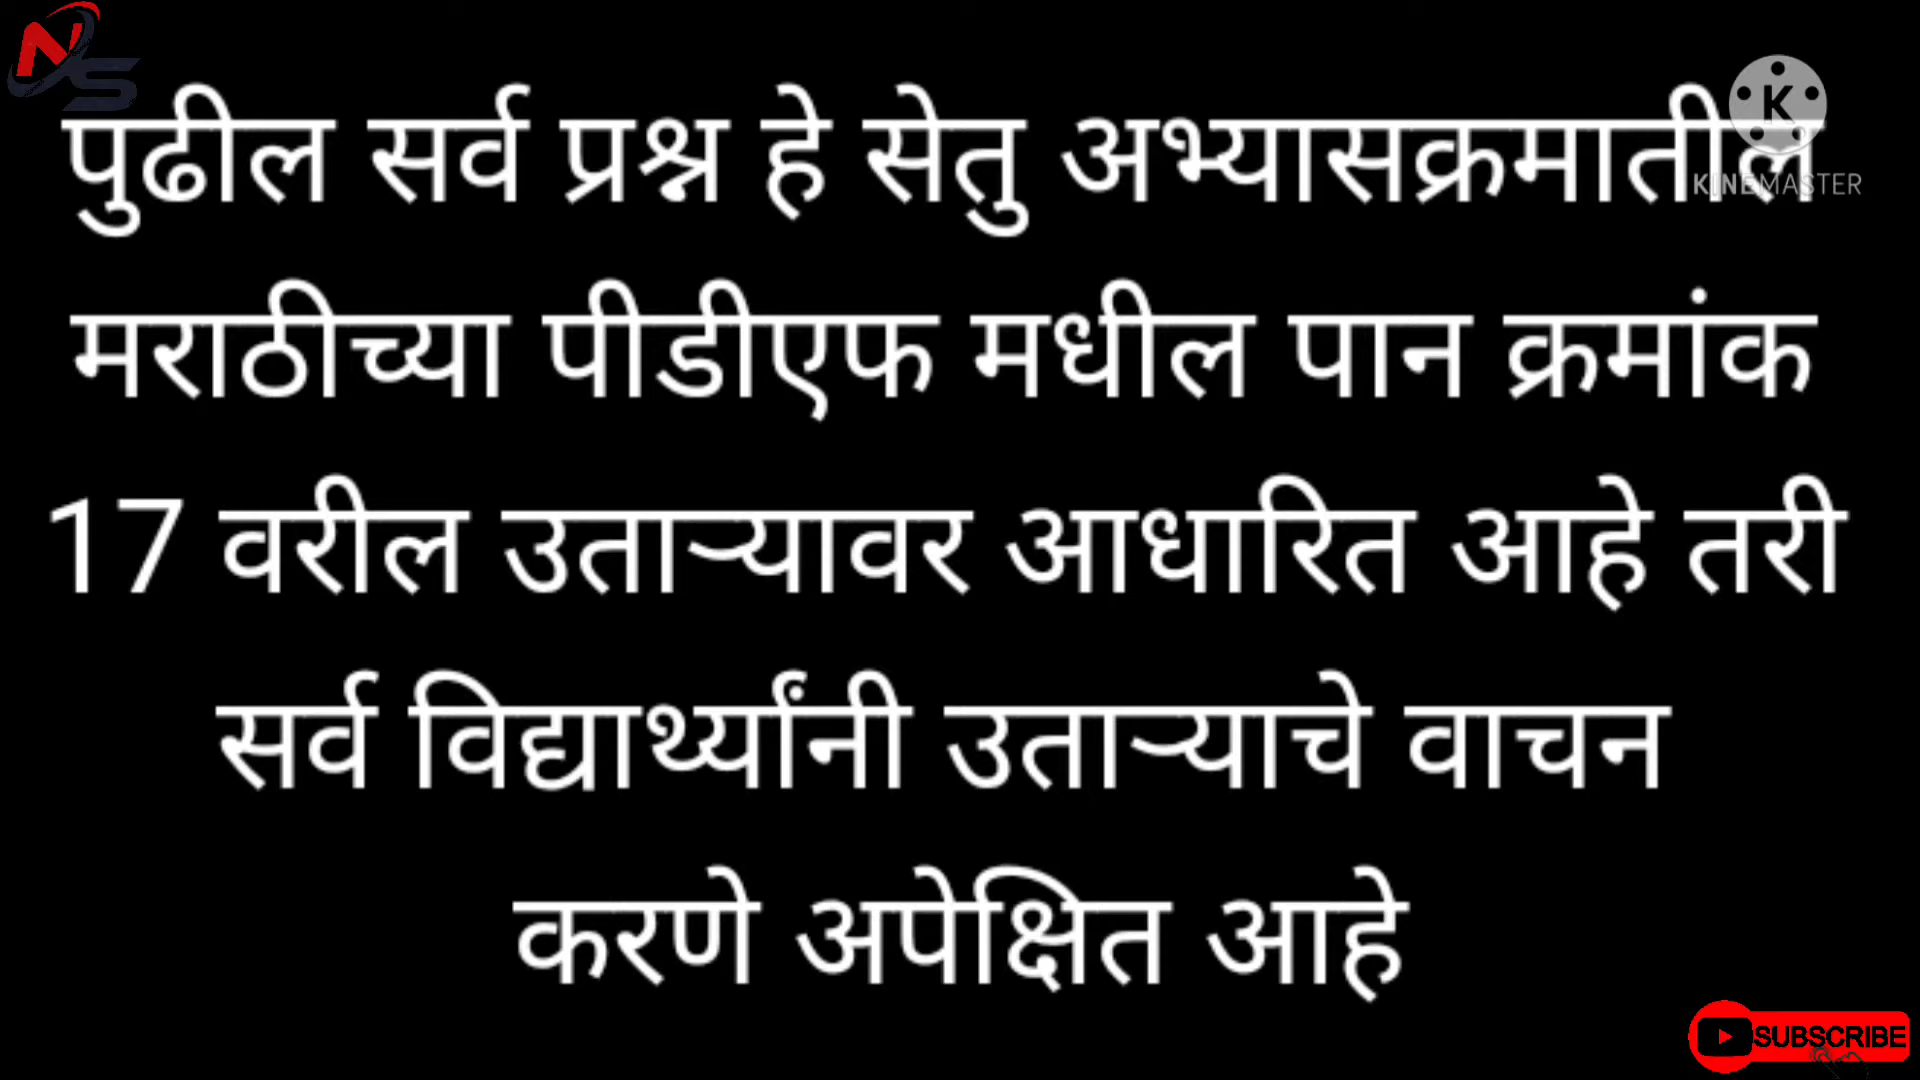 NS
पुढील सर्व प्रश्न हे सेतु अभ्यासक्रमातील
KINEMASTER
मराठीच्या पीडीएफ मधील पान क्रमांक
17 वरील उताऱ्यावर आधारित आहे तरी
सर्व विद्यार्थ्यांनी उताऱ्याचे वाचन
करणे अपेक्षित आहे
SUBSCRIBE